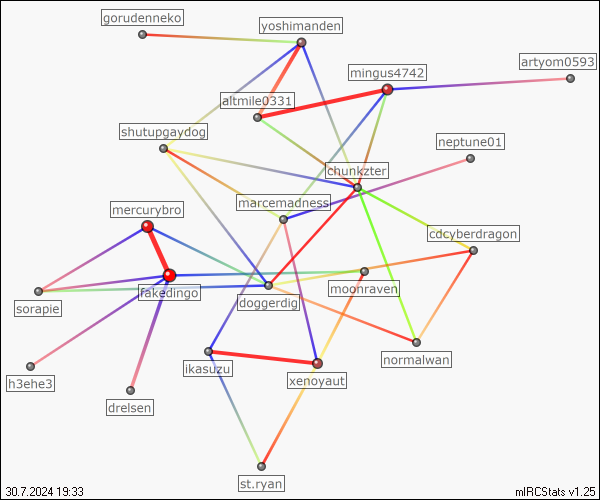 gorudenneko
yoshimanden
artyom0593
mingus4742
altmile0331
shutupgaydog
neptune01
chunkzter
marcemadness
mercurybro
cdcyberdragon
fakedingo
moonraven
doggerdig
sorapie
normalwan
ikasuzu
xenoyaut
h3ehe3
drelsen
st.ryan
30.7.2024 19:33
mIRCStats v1.25